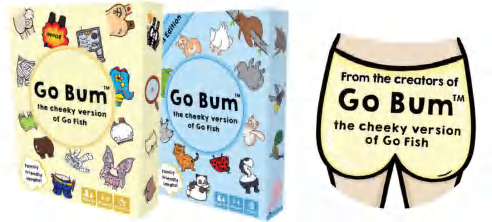 Go Bum™
the cheeky version
of Go Fish
Family
friendly
laughs!
Edition
Go Bum™
the cheeky version
of Go Fish
Family
friendly
laughs!
From the creators of
Go Bum™
the cheeky version
of Go Fish